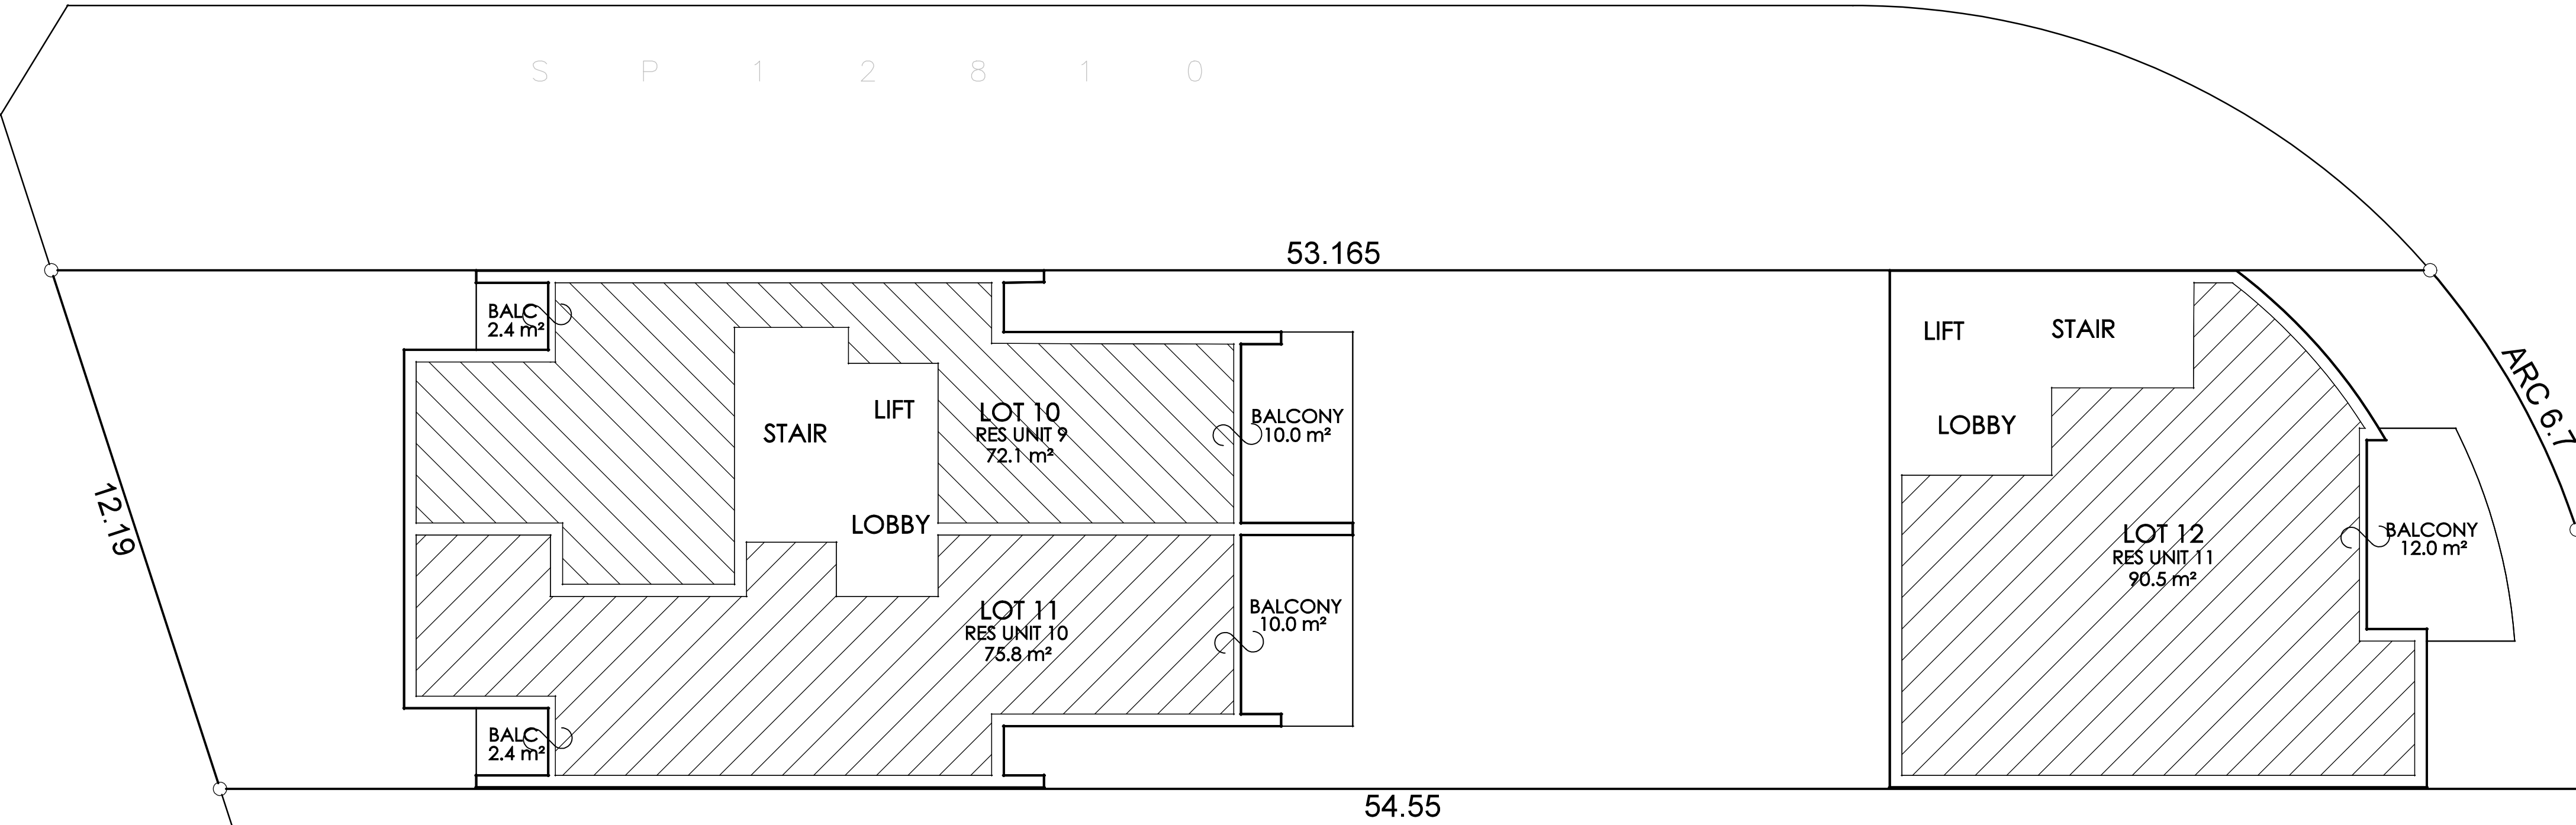 S P 1 2 8 1 0
53.165
BALC
2.4 m²
LIFT
STAIR
LOBBY
LOT 10
RES UNIT 9
72.1 m²
BALCONY
10.0 m²
LIFT
STAIR
LOBBY
ARC 6.7
12.19
LOT 11
RES UNIT 10
75.8 m²
BALCONY
10.0 m²
LOT 12
RES UNIT 11
90.5 m²
BALCONY
12.0 m²
BALC
2.4 m²
54.55